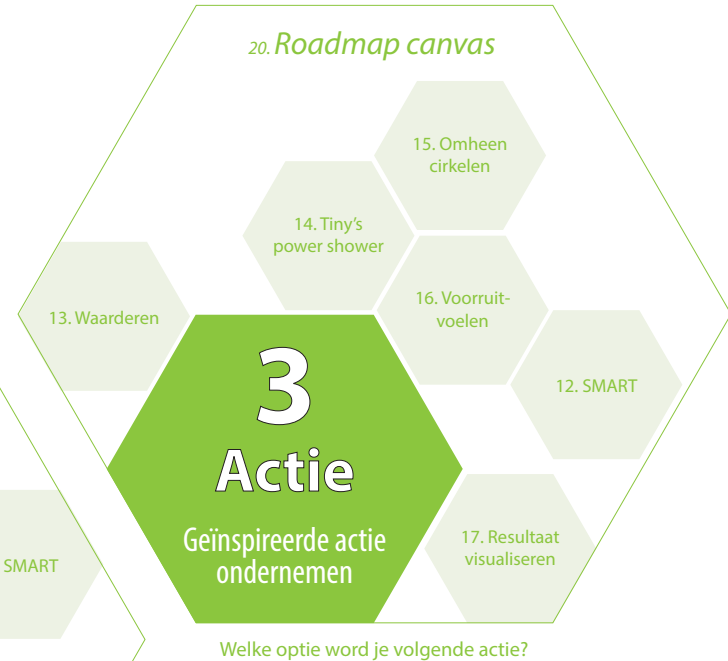 20. Roadmap canvas
15. Omheen
cirkelen
14. Tiny's
power shower
16. Voorruit-
voelen
13. Waarderen
12. SMART
3
Actie
Geïnspireerde actie
ondernemen
17. Resultaat
visualiseren
SMART
Welke optie word je volgende actie?